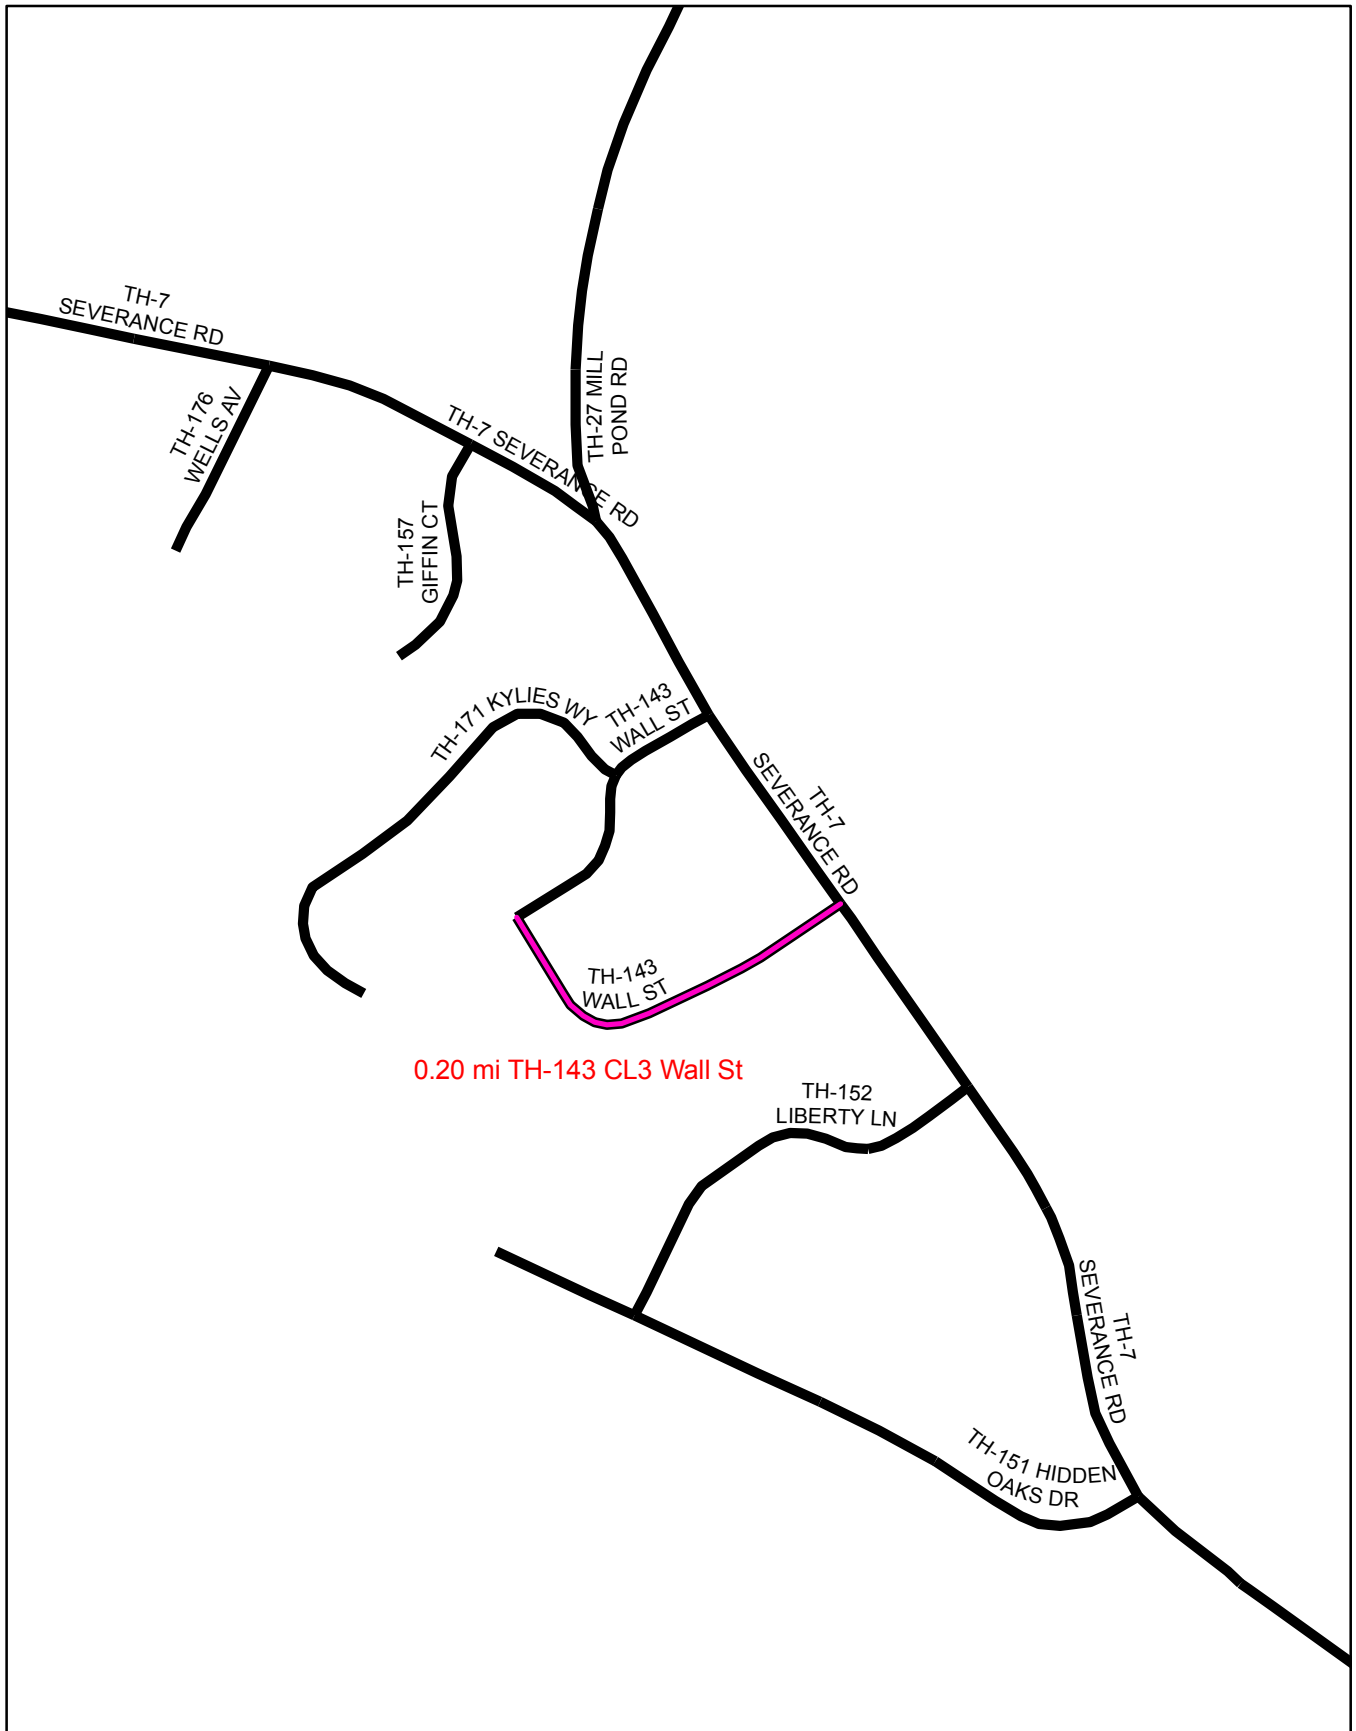 TH-7
SEVERANCE RD
TH-176
WELLS AV
TH-27 MILL
POND RD
TH-7 SEVERANCE RD
TH-157
GIFFIN CT
TH-171 KYLIES WY
TH-143
WALL ST
TH-7
SEVERANCE RD
TH-143
WALL ST
0.20 mi TH-143 CL3 Wall St
TH-152
LIBERTY LN
TH-7
SEVERANCE RD
TH-151 HIDDEN
OAKS DR